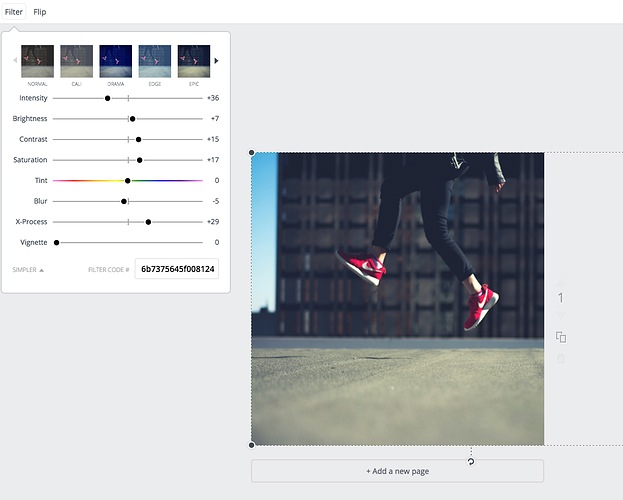 Filter Flip
NORMAL CALI DRAMA EDGE EPIC
Intensity +36
Brightness +7
Contrast +15
Saturation +17
Tint 0
Blur -5
X-Process +29
Vignette 0
SIMPLER FILTER CODE # 6b7375645f008124
1
+ Add a new page